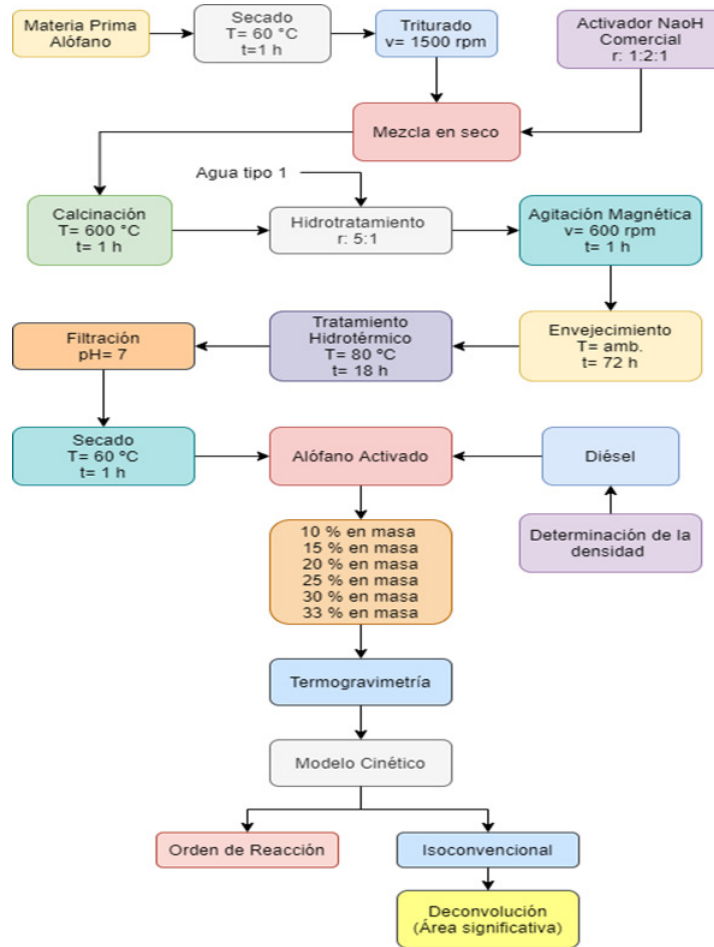 Materia Prima
Alófano
Secado
T= 60 °C
t=1 h
Triturado
v= 1500 rpm
Activador NaoH
Comercial
r: 1:2:1
Mezcla en seco
Agua tipo 1
Calcinación
T= 600 °C
t= 1 h
Hidrotratamiento
r: 5:1
Agitación Magnética
v= 600 rpm
t= 1 h
Filtración
pH= 7
Tratamiento
Hidrotérmico
T= 80 °C
t= 18 h
Envejecimiento
T= amb.
t= 72 h
Secado
T= 60 °C
t= 1 h
Alófano Activado
Diésel
10 % en masa
15 % en masa
20 % en masa
25 % en masa
30 % en masa
33 % en masa
Determinación de la
densidad
Termogravimetría
Modelo Cinético
Orden de Reacción
Isoconvencional
Deconvolución
(Área significativa)